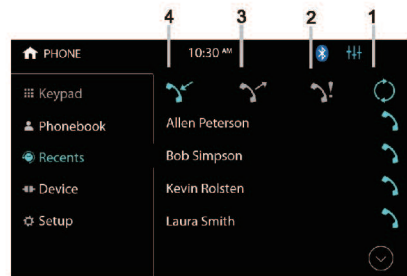 4 3 2 1
PHONE 10:30 AM
Keypad
Phonebook
Allen Peterson
Recents
Bob Simpson
Device
Kevin Rolsten
Setup
Laura Smith